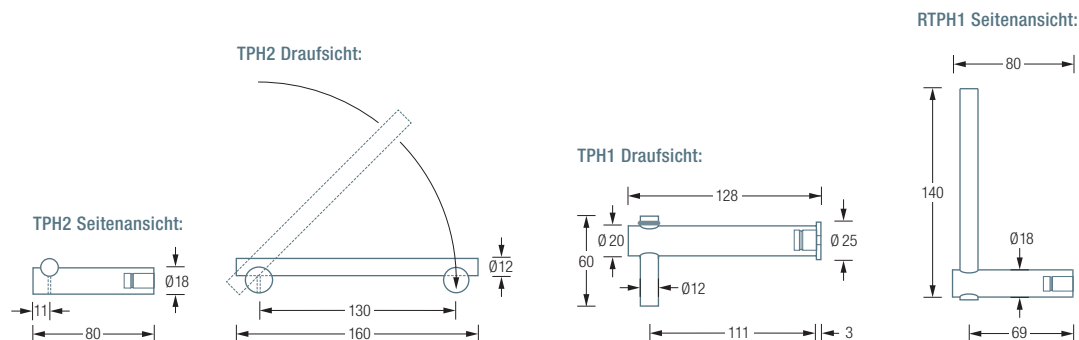 RTPH1 Seitenansicht:
80
TPH2 Draufsicht:
TPH1 Draufsicht:
128
140
TPH2 Seitenansicht:
Ø 20
Ø 25
60
Ø18
Ø12
Ø18
Ø12
11
130
80
160
111
3
69